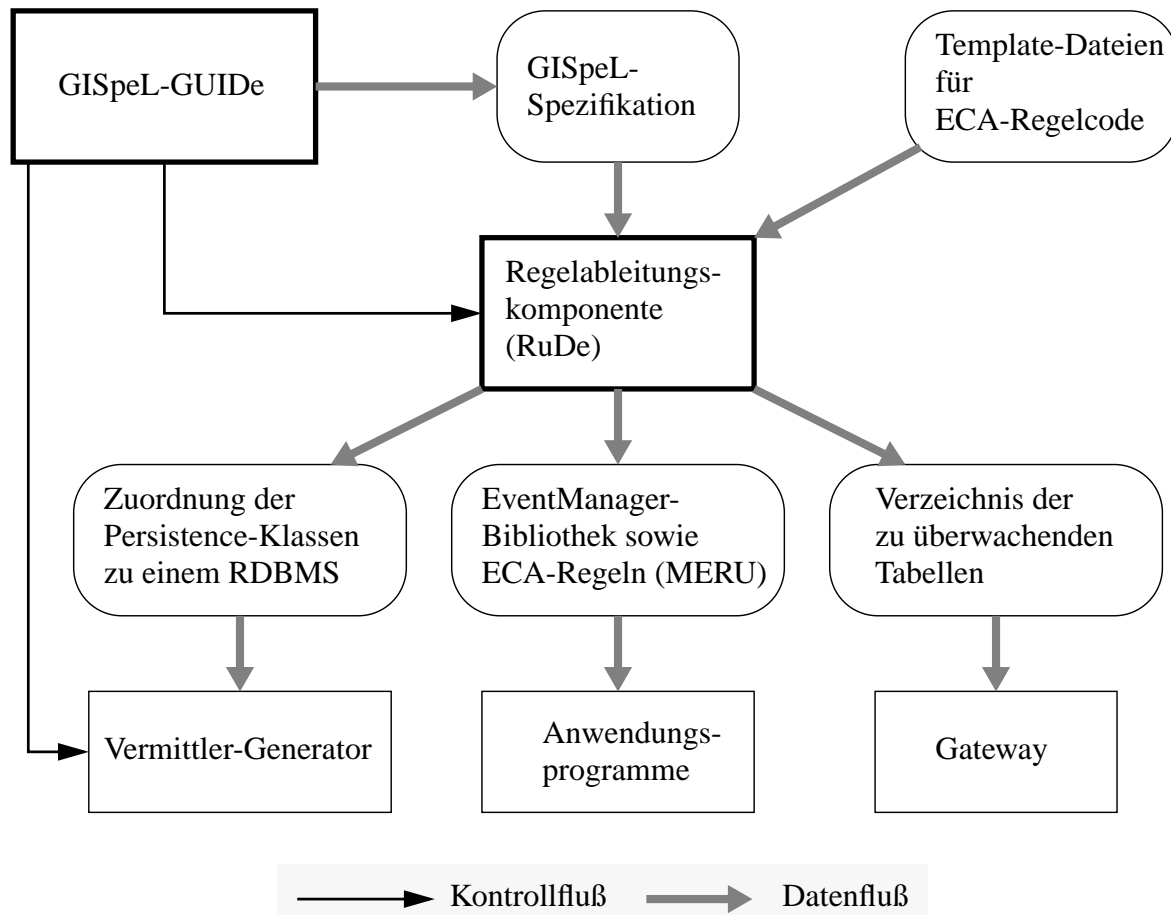 GISpeL-GUIDe
GISpeL-
Spezifikation
Template-Dateien
für
ECA-Regelcode
Regelableitungs-
komponente
(RuDe)
Zuordnung der
Persistence-Klassen
zu einem RDBMS
EventManager-
Bibliothek sowie
ECA-Regeln (MERU)
Verzeichnis der
zu überwachenden
Tabellen
Vermittler-Generator
Anwendungs-
programme
Gateway
Kontrollfluß
Datenfluß